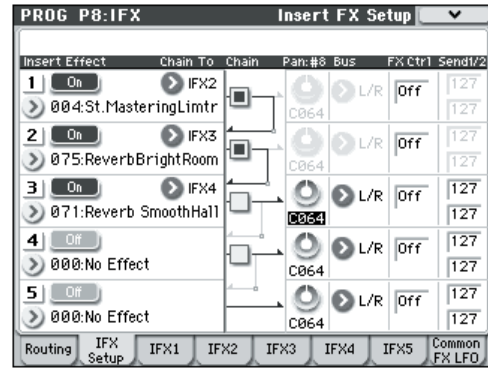 PROG P8:IFX Insert FX Setup
Insert Effect Chain To Chain Pan:#8 Bus FX Ctrl Send1/2
1 On IFX2 L/R Off 127
004:St.MasteringLimtr C064 127
2 On IFX3 L/R Off 127
075:ReverbBrightRoom C064 127
3 On IFX4 L/R Off 127
071:Reverb SmoothHall C064 127
4 Off L/R Off 127
000:No Effect C064 127
5 Off L/R Off 127
000:No Effect C064 127
Routing IFX Setup IFX1 IFX2 IFX3 IFX4 IFX5 Common FX LFO